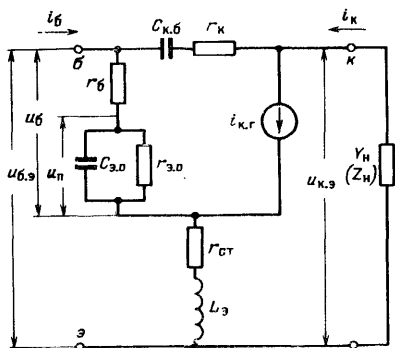 iб
Cк.б
rк
iк
б
к
rб
uб
uб.э
uп
Cэ.о
rэ.о
iк.г
uк.э
Yн
(Zн)
rст
Lэ
э